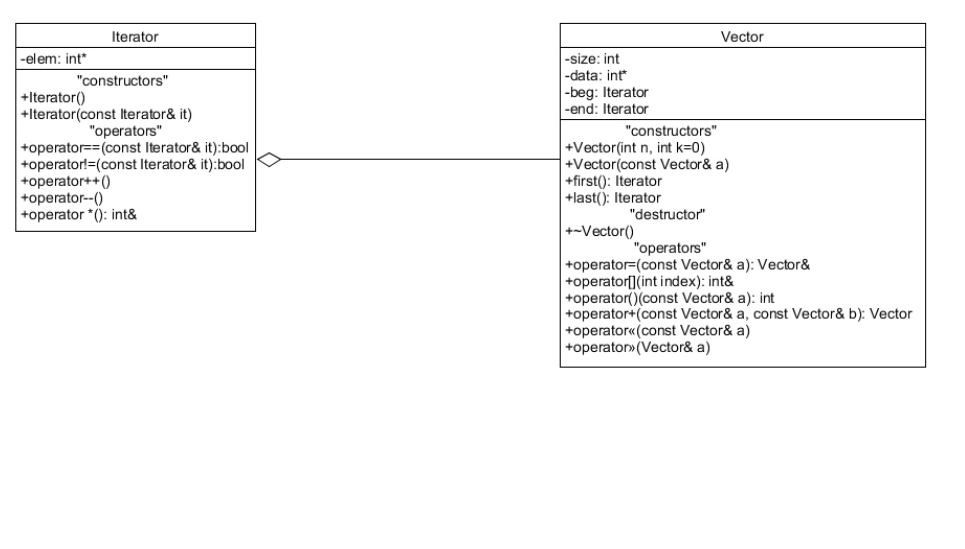 Iterator
-elem: int*
"constructors"
+Iterator()
+Iterator(const Iterator& it)
"operators"
+operator==(const Iterator& it):bool
+operator!=(const Iterator& it):bool
+operator++()
+operator--()
+operator *(): int&
Vector
-size: int
-data: int*
-beg: Iterator
-end: Iterator
"constructors"
+Vector(int n, int k=0)
+Vector(const Vector& a)
+first(): Iterator
+last(): Iterator
"destructor"
+~Vector()
"operators"
+operator=(const Vector& a): Vector&
+operator[](int index): int&
+operator()(const Vector& a): int
+operator+(const Vector& a, const Vector& b): Vector
+operator«(const Vector& a)
+operator»(Vector& a)